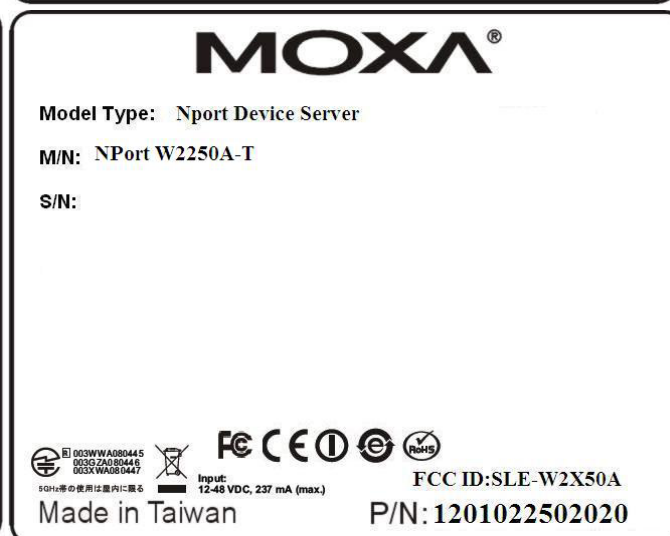 MOXA®
Model Type: Nport Device Server
M/N: NPort W2250A-T
S/N:
R 003WWA080445
003GZA080446
003XWA080447
5GHz帯の使用は屋内に限る
FC CE
RoHS
Input:
12-48 VDC, 237 mA (max.)
FCC ID:SLE-W2X50A
Made in Taiwan
P/N: 1201022502020